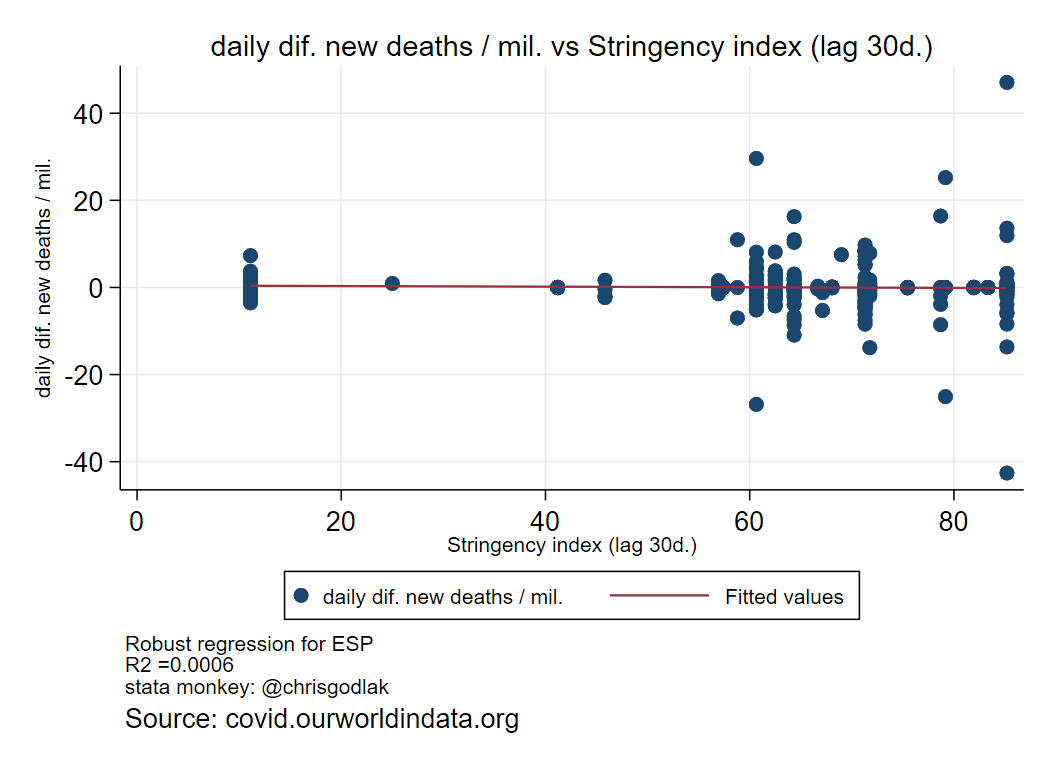 daily dif. new deaths / mil. vs Stringency index (lag 30d.)
daily dif. new deaths / mil.
40
20
0
-20
-40
0 20 40 60 80
Stringency index (lag 30d.)
daily dif. new deaths / mil. Fitted values
Robust regression for ESP
R2 =0.0006
stata monkey: @chrisgodlak
Source: covid.ourworldindata.org